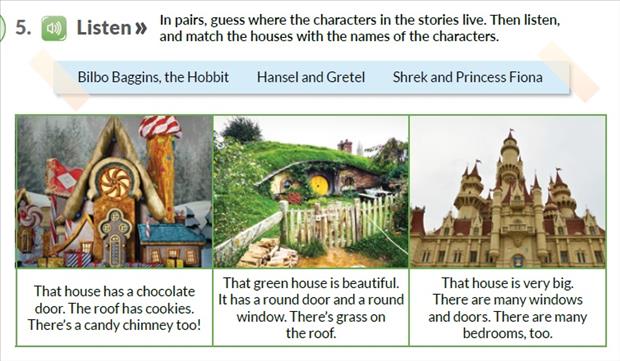 5. Listen
In pairs, guess where the characters in the stories live. Then listen,
and match the houses with the names of the characters.
Bilbo Baggins, the Hobbit Hansel and Gretel Shrek and Princess Fiona
That house has a chocolate
door. The roof has cookies.
There's a candy chimney too!
That green house is beautiful.
It has a round door and a round
window. There's grass on
the roof.
That house is very big.
There are many windows
and doors. There are many
bedrooms, too.